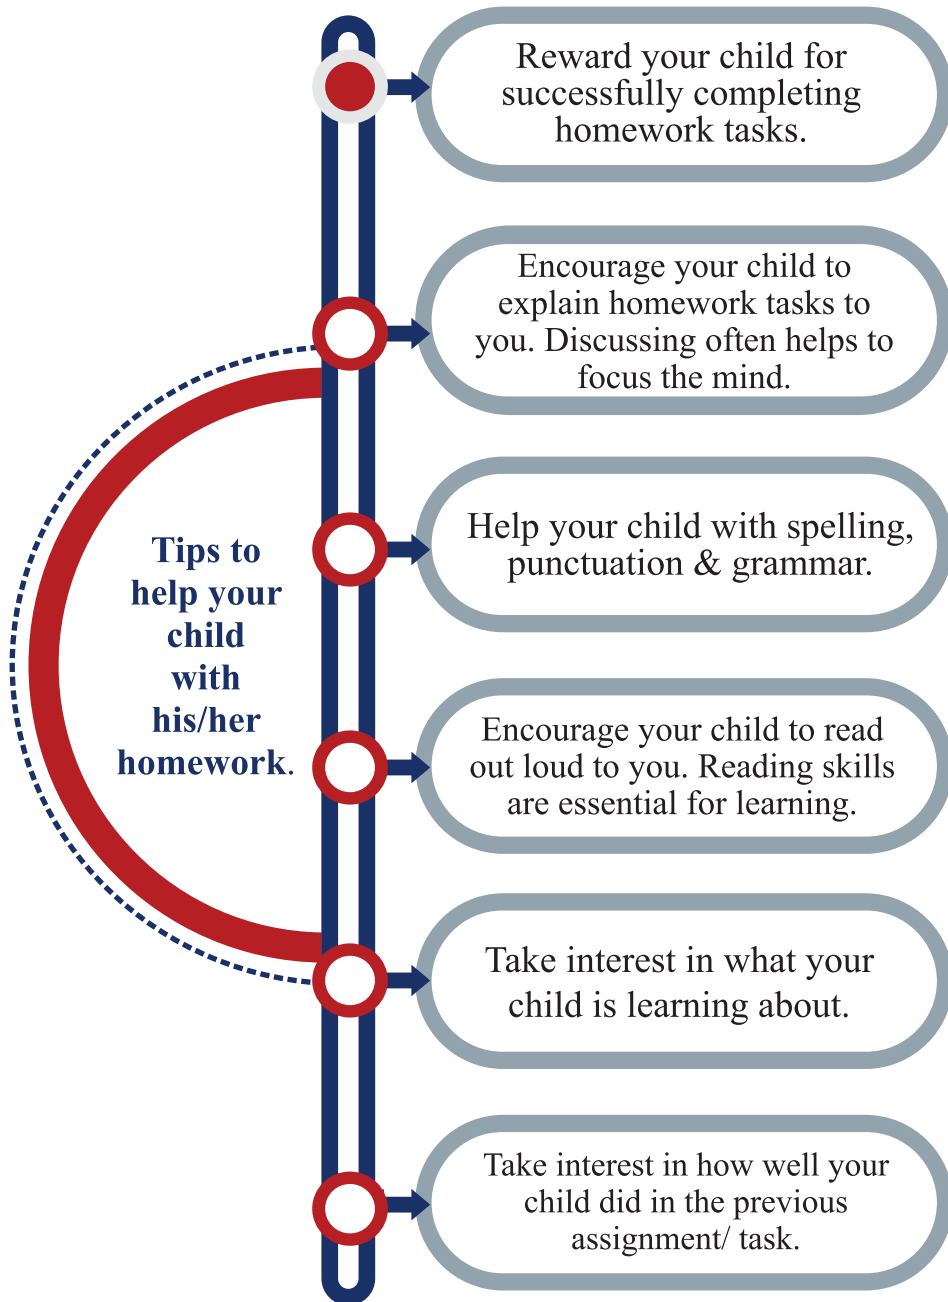 Reward your child for
successfully completing
homework tasks.
Encourage your child to
explain homework tasks to
you. Discussing often helps to
focus the mind.
Help your child with spelling,
punctuation & grammar.
Tips to
help your
child
with
his/her
homework.
Encourage your child to read
out loud to you. Reading skills
are essential for learning.
Take interest in what your
child is learning about.
Take interest in how well your
child did in the previous
assignment/ task.